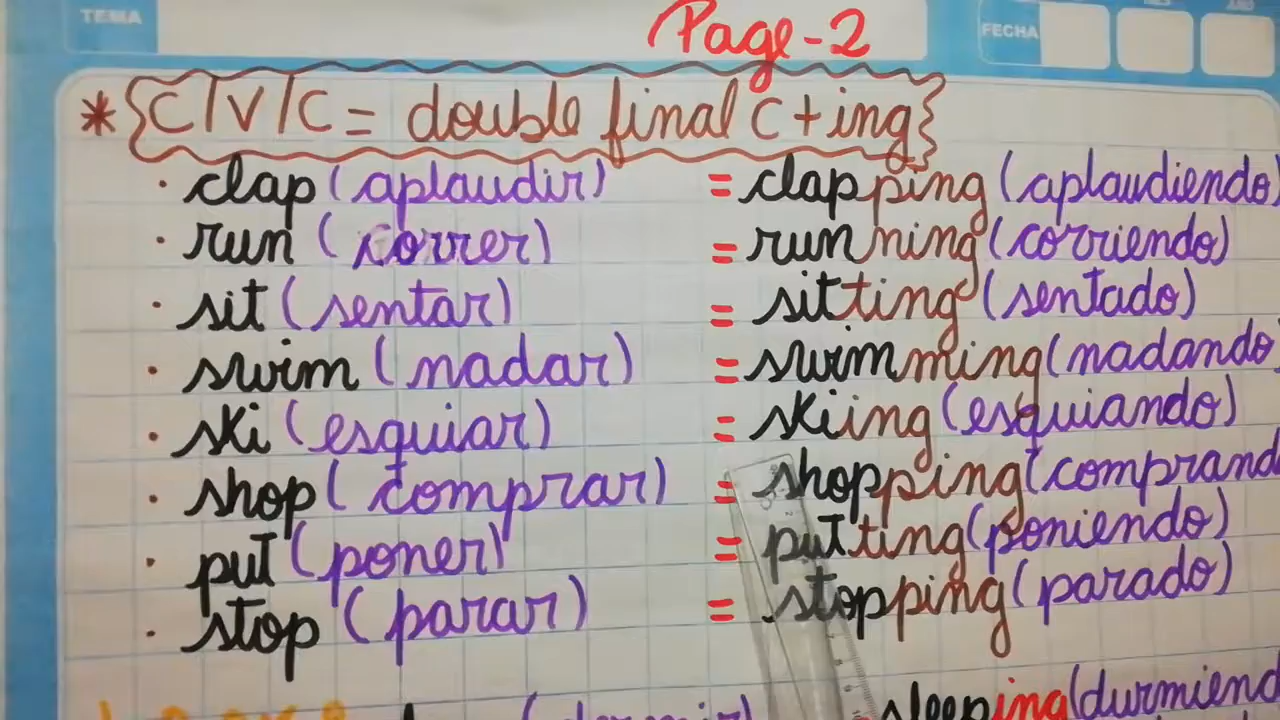 TEMA
Page-2
FECHA
* C/V/C = double final C + ing
· clap (aplaudir) = clapping (aplaudiendo)
· run (correr) = running (corriendo)
· sit (sentar) = sitting (sentado)
· swim (nadar) = swimming (nadando)
· ski (esquiar) = skiing (esquiando)
· shop (comprar) = shopping (comprand
· put (poner) = putting (poniendo)
· stop (parar) = stopping (parado)
(dormir) sleeping (durmiend